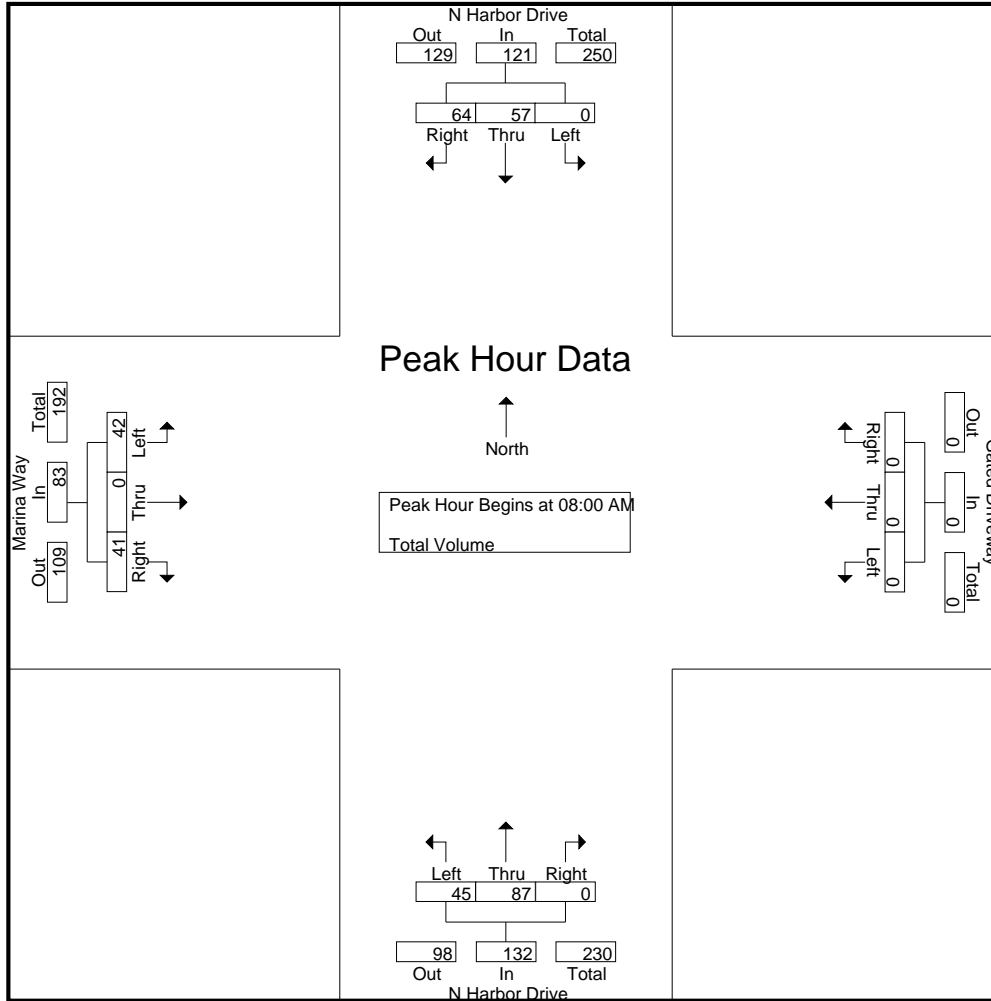 N Harbor Drive
Out In Total
129 121 250
64 57 0
Right Thru Left
Peak Hour Data
North
Peak Hour Begins at 08:00 AM
Total Volume
Marina Way
Total In Out
192 83 109
42 0 41
Left Thru Right
Right Thru Left
0 0 0
0 0 0
Out In Total
Gated Driveway
Left Thru Right
45 87 0
98 132 230
Out In Total
N Harbor Drive